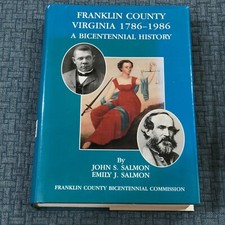 FRANKLIN COUNTY
VIRGINIA 1786-1986
A BICENTENNIAL HISTORY
By
JOHN S. SALMON
EMILY J. SALMON
FRANKLIN COUNTY BICENTENNIAL COMMISSION